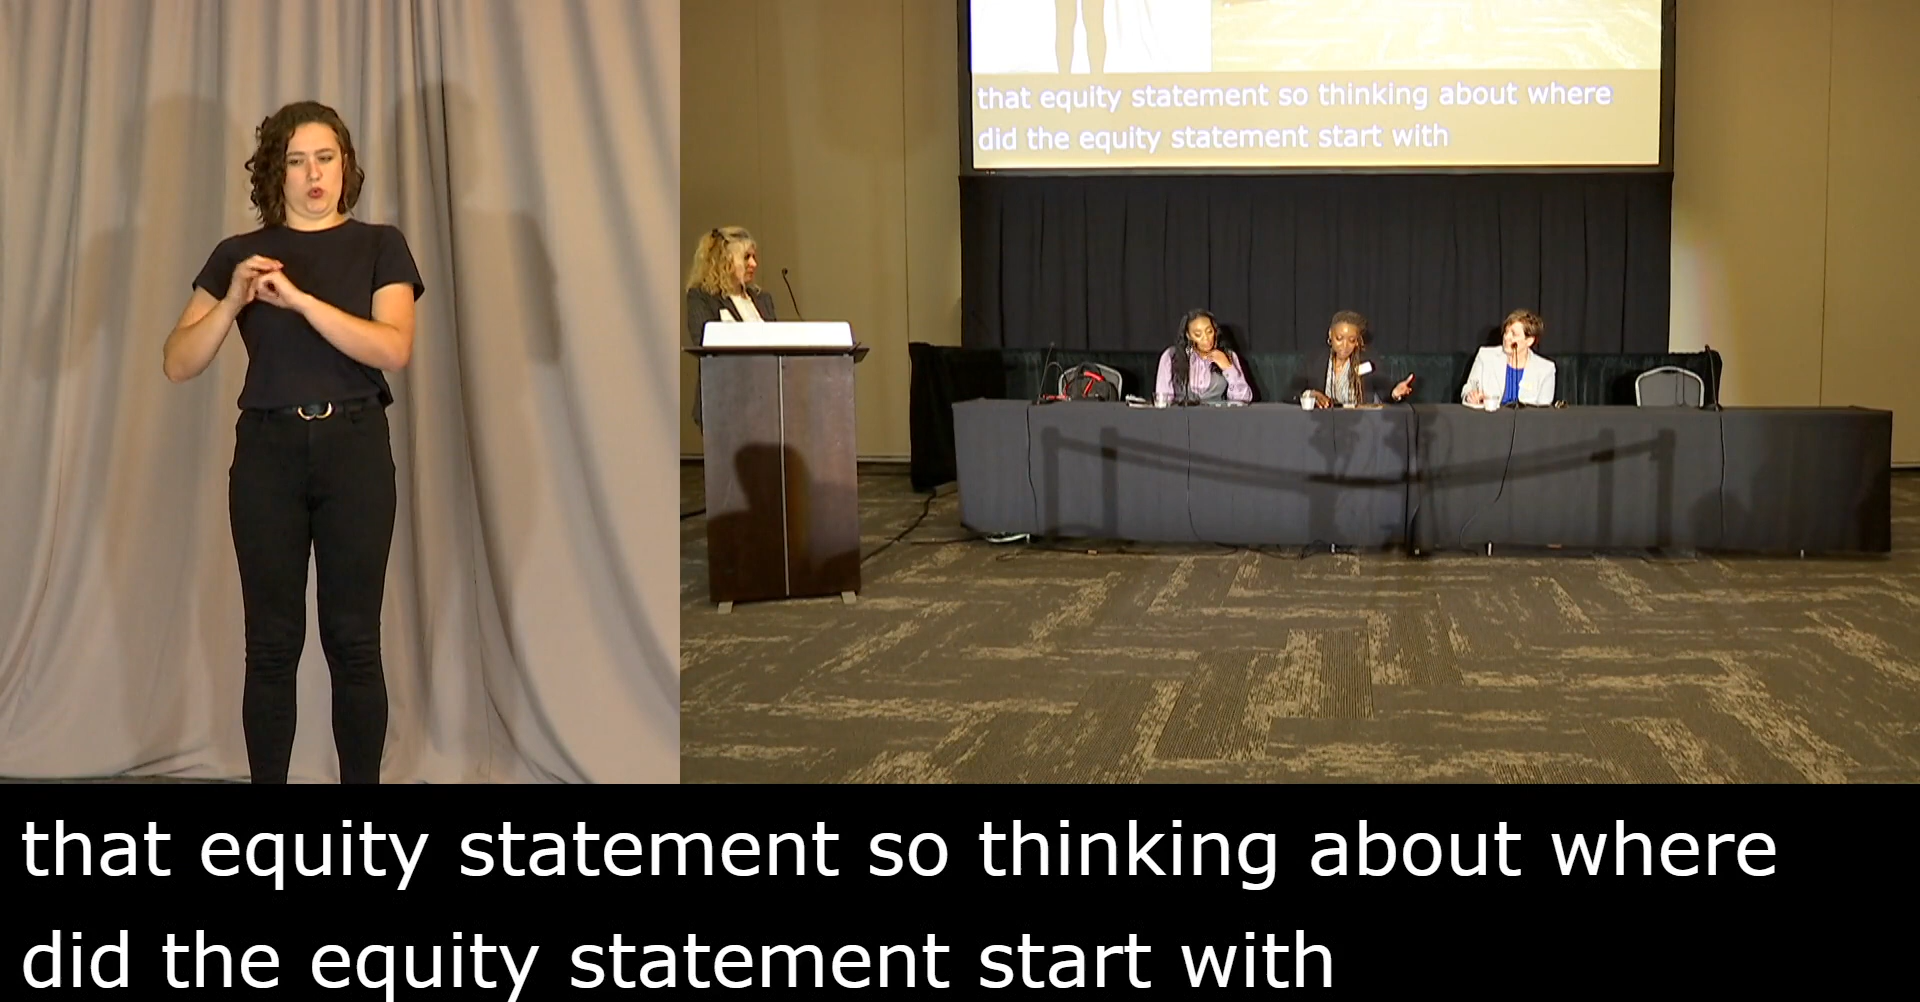 that equity statement so thinking about where
did the equity statement start with
that equity statement so thinking about where
did the equity statement start with